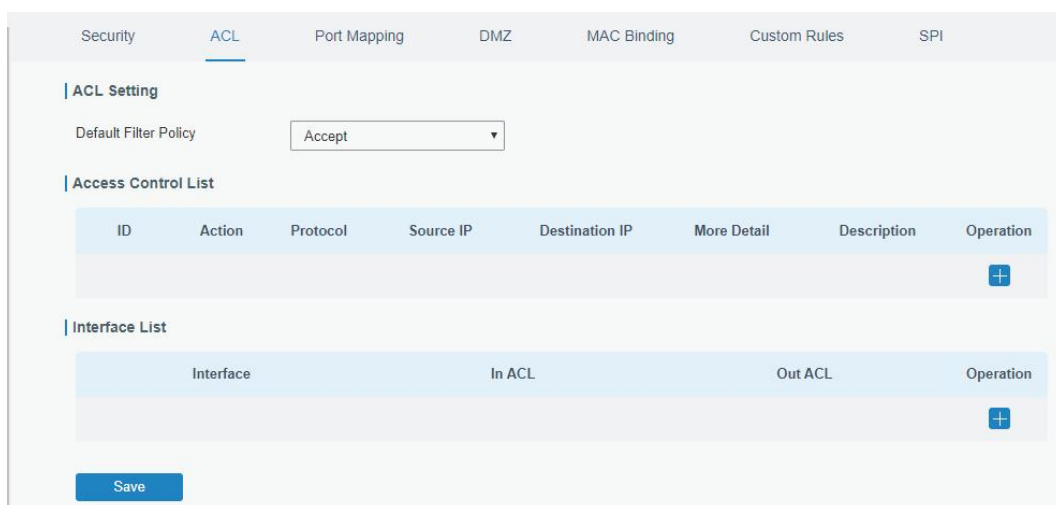 Security ACL Port Mapping DMZ MAC Binding Custom Rules SPI
ACL Setting
Default Filter Policy Accept
Access Control List
ID Action Protocol Source IP Destination IP More Detail Description Operation
Interface List
Interface In ACL Out ACL Operation
Save